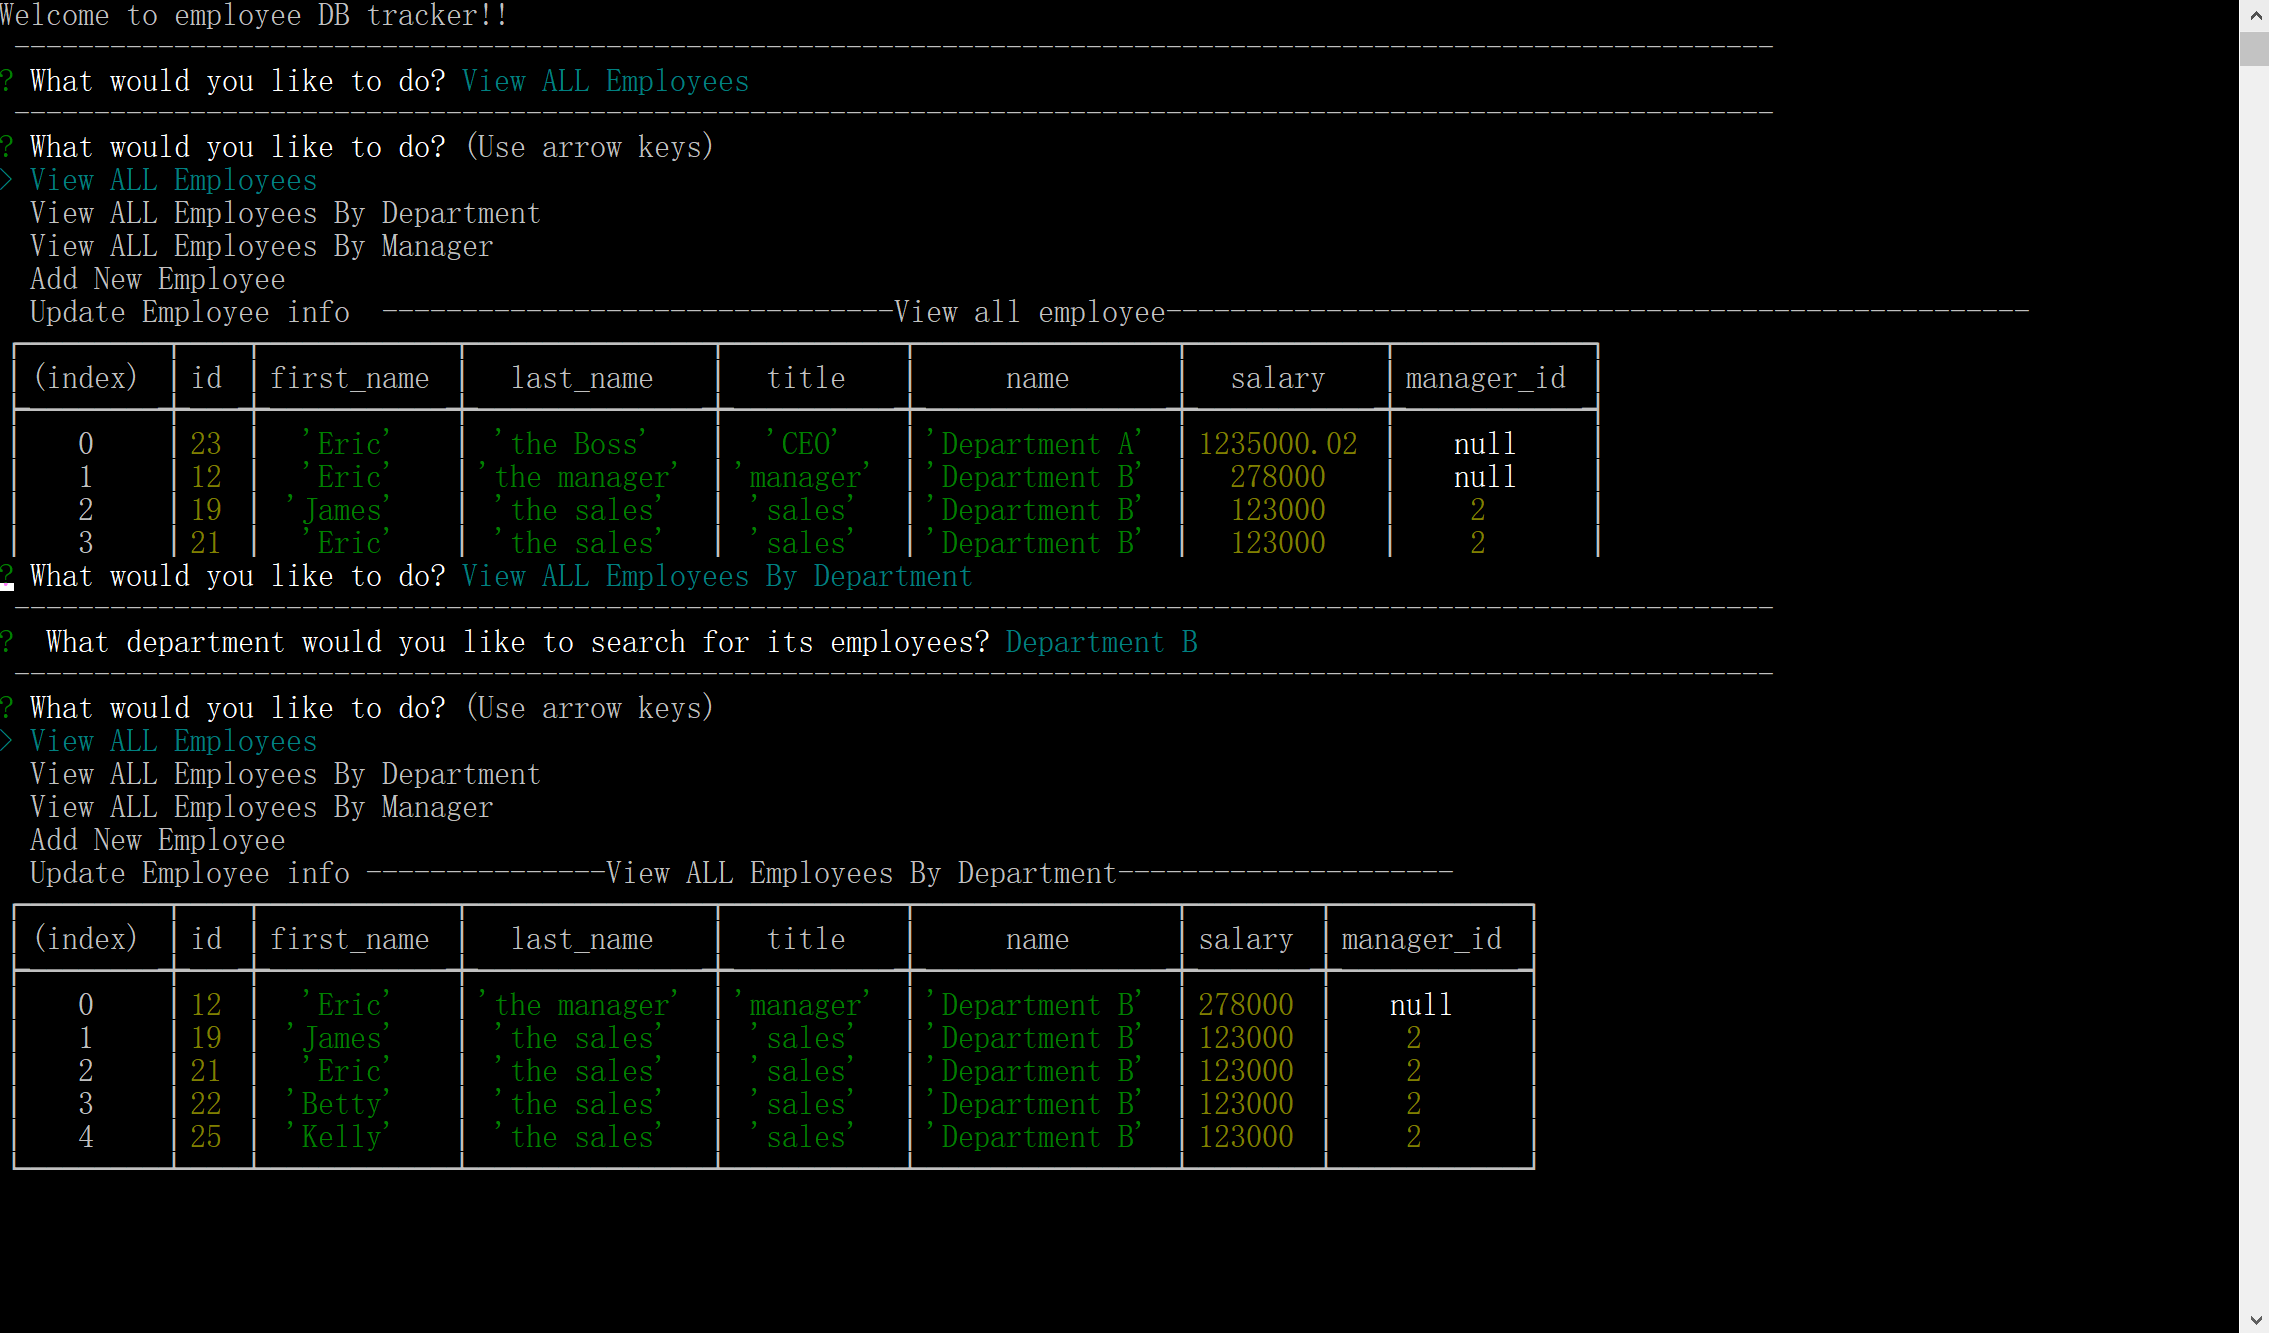 Welcome to employee DB tracker!!
--------------------------------------------------------------------------------------------------------------
? What would you like to do? View ALL Employees
--------------------------------------------------------------------------------------------------------------
? What would you like to do? (Use arrow keys)
> View ALL Employees
View ALL Employees By Department
View ALL Employees By Manager
Add New Employee
Update Employee info --------------------------------View all employee------------------------------------------------------
(index) id first_name last_name title name salary manager_id
0 23 'Eric' 'the Boss' 'CEO' 'Department A' 1235000.02 null
1 12 'Eric' 'the manager' 'manager' 'Department B' 278000 null
2 19 'James' 'the sales' 'sales' 'Department B' 123000 2
3 21 'Eric' 'the sales' 'sales' 'Department B' 123000 2
? What would you like to do? View ALL Employees By Department
--------------------------------------------------------------------------------------------------------------
? What department would you like to search for its employees? Department B
--------------------------------------------------------------------------------------------------------------
? What would you like to do? (Use arrow keys)
> View ALL Employees
View ALL Employees By Department
View ALL Employees By Manager
Add New Employee
Update Employee info ---------------View ALL Employees By Department---------------------
(index) id first_name last_name title name salary manager_id
0 12 'Eric' 'the manager' 'manager' 'Department B' 278000 null
1 19 'James' 'the sales' 'sales' 'Department B' 123000 2
2 21 'Eric' 'the sales' 'sales' 'Department B' 123000 2
3 22 'Betty' 'the sales' 'sales' 'Department B' 123000 2
4 25 'Kelly' 'the sales' 'sales' 'Department B' 123000 2